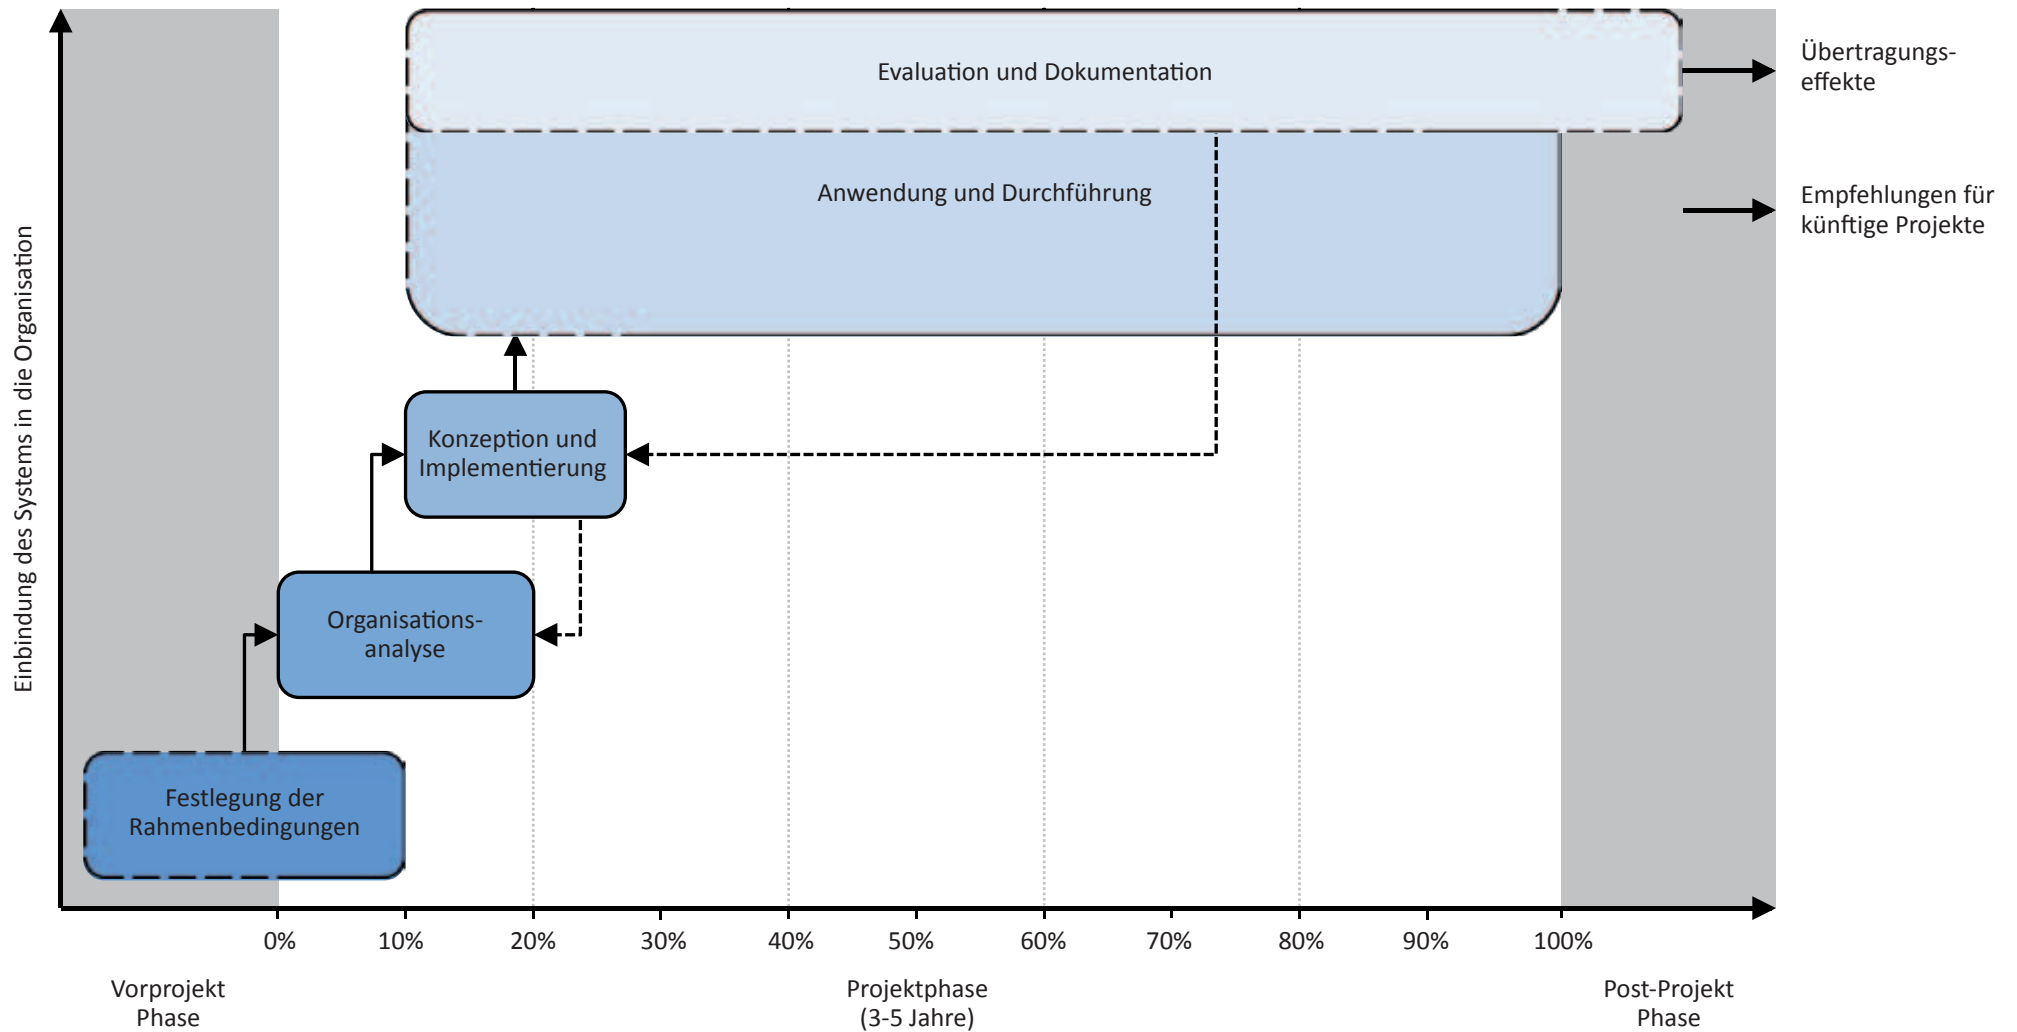 Einbindung des Systems in die Organisation
Evaluation und Dokumentation
Übertragungs-
effekte
Anwendung und Durchführung
Empfehlungen für
künftige Projekte
Konzeption und
Implementierung
Organisations-
analyse
Festlegung der
Rahmenbedingungen
0% 10% 20% 30% 40% 50% 60% 70% 80% 90% 100%
Vorprojekt
Phase
Projektphase
(3-5 Jahre)
Post-Projekt
Phase